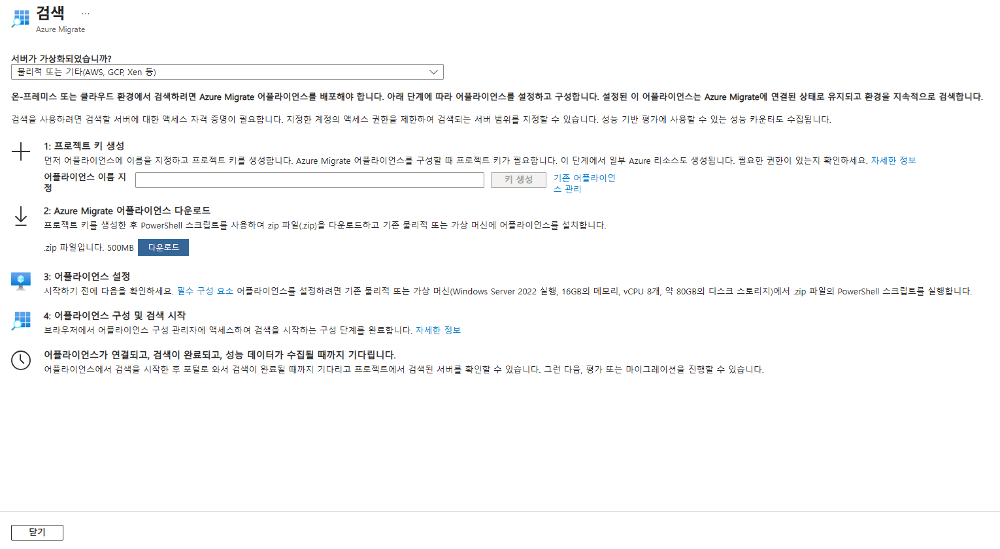 검색 ...
Azure Migrate
서버가 가상화되었습니까?
물리적 또는 기타(AWS, GCP, Xen 등)
온-프레미스 또는 클라우드 환경에서 검색하려면 Azure Migrate 어플라이언스를 배포해야 합니다. 아래 단계에 따라 어플라이언스를 설정하고 구성합니다. 설정된 이 어플라이언스는 Azure Migrate에 연결된 상태로 유지되고 환경을 지속적으로 검색합니다.
검색을 사용하려면 검색할 서버에 대한 액세스 자격 증명이 필요합니다. 지정한 계정의 액세스 권한을 제한하여 검색되는 서버 범위를 지정할 수 있습니다. 성능 기반 평가에 사용할 수 있는 성능 카운터도 수집됩니다.
1: 프로젝트 키 생성
먼저 어플라이언스에 이름을 지정하고 프로젝트 키를 생성합니다. Azure Migrate 어플라이언스를 구성할 때 프로젝트 키가 필요합니다. 이 단계에서 일부 Azure 리소스도 생성됩니다. 필요한 권한이 있는지 확인하세요. 자세한 정보
어플라이언스 이름 지
정
키 생성
기존 어플라이언
스 관리
2: Azure Migrate 어플라이언스 다운로드
프로젝트 키를 생성한 후 PowerShell 스크립트를 사용하여 zip 파일(.zip)을 다운로드하고 기존 물리적 또는 가상 머신에 어플라이언스를 설치합니다.
.zip 파일입니다. 500MB 다운로드
3: 어플라이언스 설정
시작하기 전에 다음을 확인하세요. 필수 구성 요소 어플라이언스를 설정하려면 기존 물리적 또는 가상 머신(Windows Server 2022 실행, 16GB의 메모리, vCPU 8개, 약 80GB의 디스크 스토리지)에서 .zip 파일의 PowerShell 스크립트를 실행합니다.
4: 어플라이언스 구성 및 검색 시작
브라우저에서 어플라이언스 구성 관리자에 액세스하여 검색을 시작하는 구성 단계를 완료합니다. 자세한 정보
어플라이언스가 연결되고, 검색이 완료되고, 성능 데이터가 수집될 때까지 기다립니다.
어플라이언스에서 검색을 시작한 후 포털로 와서 검색이 완료될 때까지 기다리고 프로젝트에서 검색된 서버를 확인할 수 있습니다. 그런 다음, 평가 또는 마이그레이션을 진행할 수 있습니다.
닫기